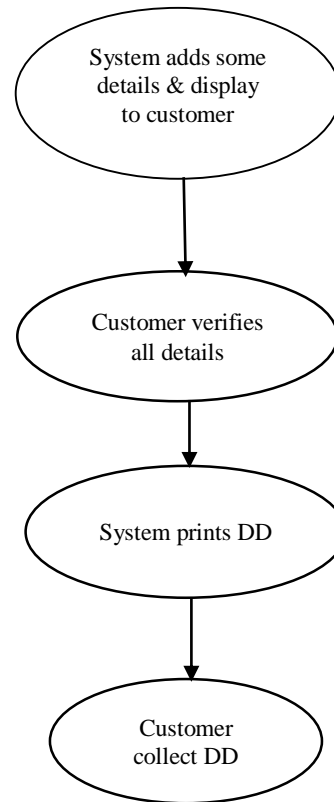 System adds some
details & display
to customer
Customer verifies
all details
System prints DD
Customer
collect DD